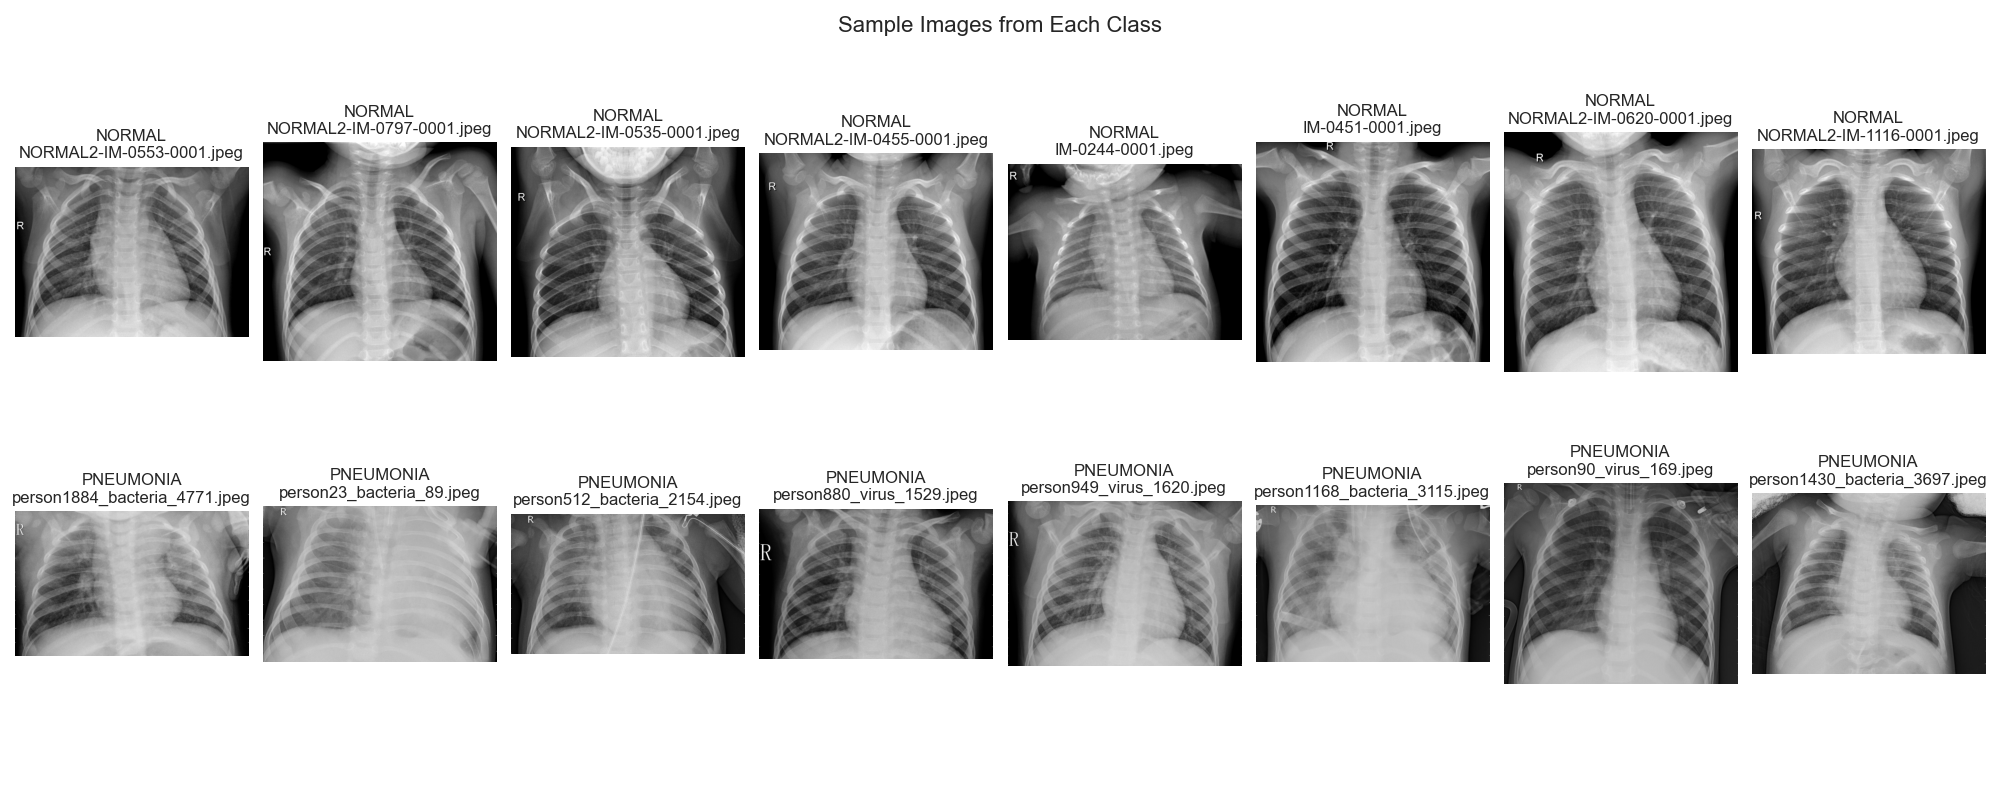 Sample Images from Each Class
NORMAL
NORMAL2-IM-0553-0001.jpeg
R
NORMAL
NORMAL2-IM-0797-0001.jpeg
R
NORMAL
NORMAL2-IM-0535-0001.jpeg
R
NORMAL
NORMAL2-IM-0455-0001.jpeg
R
NORMAL
IM-0244-0001.jpeg
R
NORMAL
IM-0451-0001.jpeg
R
NORMAL
NORMAL2-IM-0620-0001.jpeg
R
NORMAL
NORMAL2-IM-1116-0001.jpeg
R
PNEUMONIA
person1884_bacteria_4771.jpeg
R
PNEUMONIA
person23_bacteria_89.jpeg
R
PNEUMONIA
person512_bacteria_2154.jpeg
R
PNEUMONIA
person880_virus_1529.jpeg
R
PNEUMONIA
person949_virus_1620.jpeg
R
PNEUMONIA
person1168_bacteria_3115.jpeg
R
PNEUMONIA
person90_virus_169.jpeg
R
PNEUMONIA
person1430_bacteria_3697.jpeg